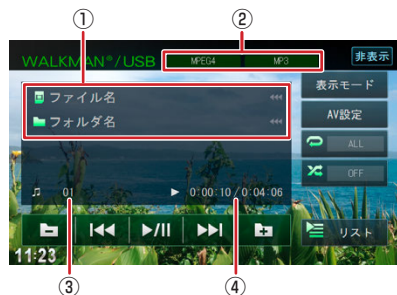 ① ②
WALKMAN®/USB MPEG4 MP3 非表示
ファイル名
フォルダ名
表示モード
AV設定
ALL
OFF
01 0:00:10/0:04:06
リスト
11:23
③ ④